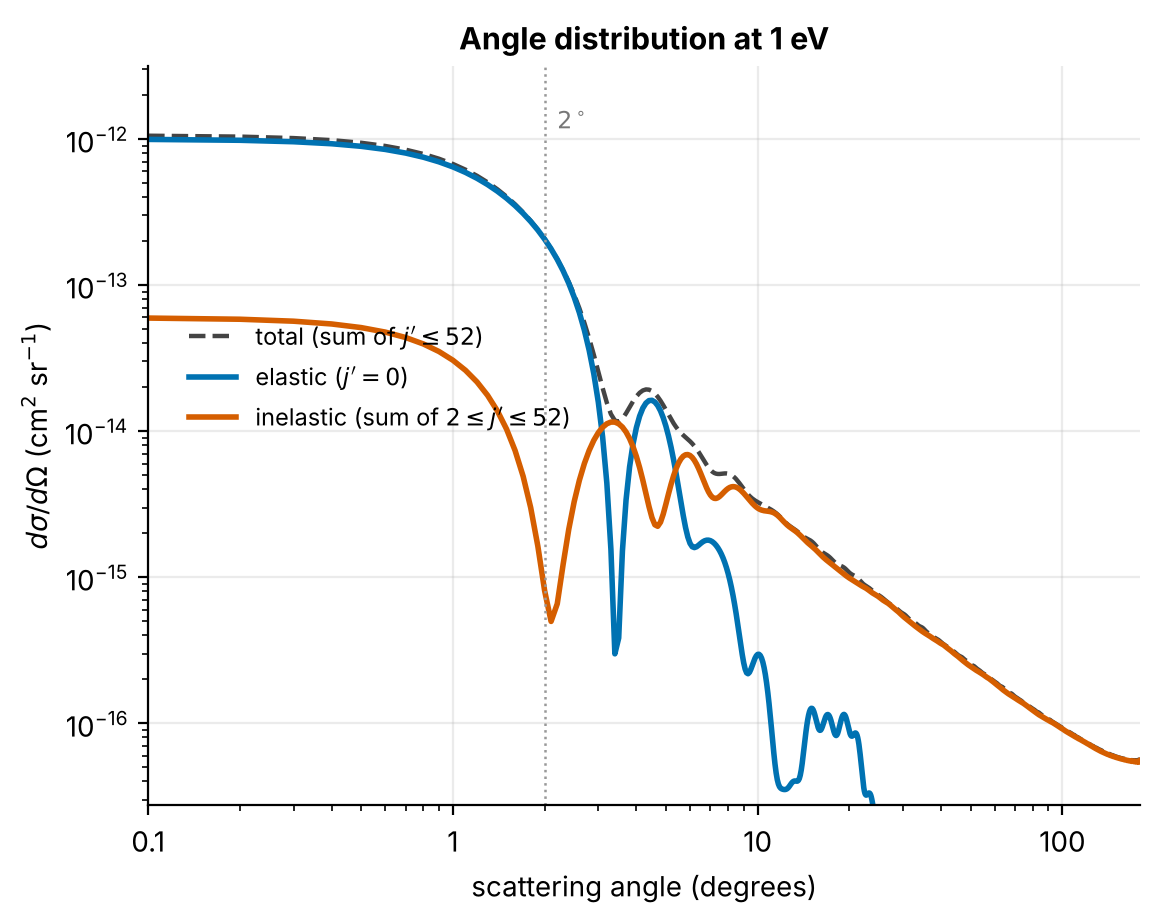 Angle distribution at 1 eV
2°
10⁻¹²
10⁻¹³
10⁻¹⁴
10⁻¹⁵
10⁻¹⁶
dσ/dΩ (cm² sr⁻¹)
total (sum of j′ ≤ 52)
elastic (j′ = 0)
inelastic (sum of 2 ≤ j′ ≤ 52)
0.1 1 10 100
scattering angle (degrees)